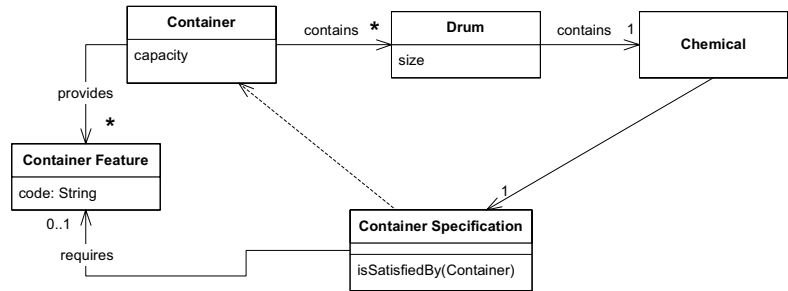 Container
capacity
contains *
Drum
size
contains 1
Chemical
provides
*
Container Feature
code: String
0..1
requires
1
Container Specification
isSatisfiedBy(Container)